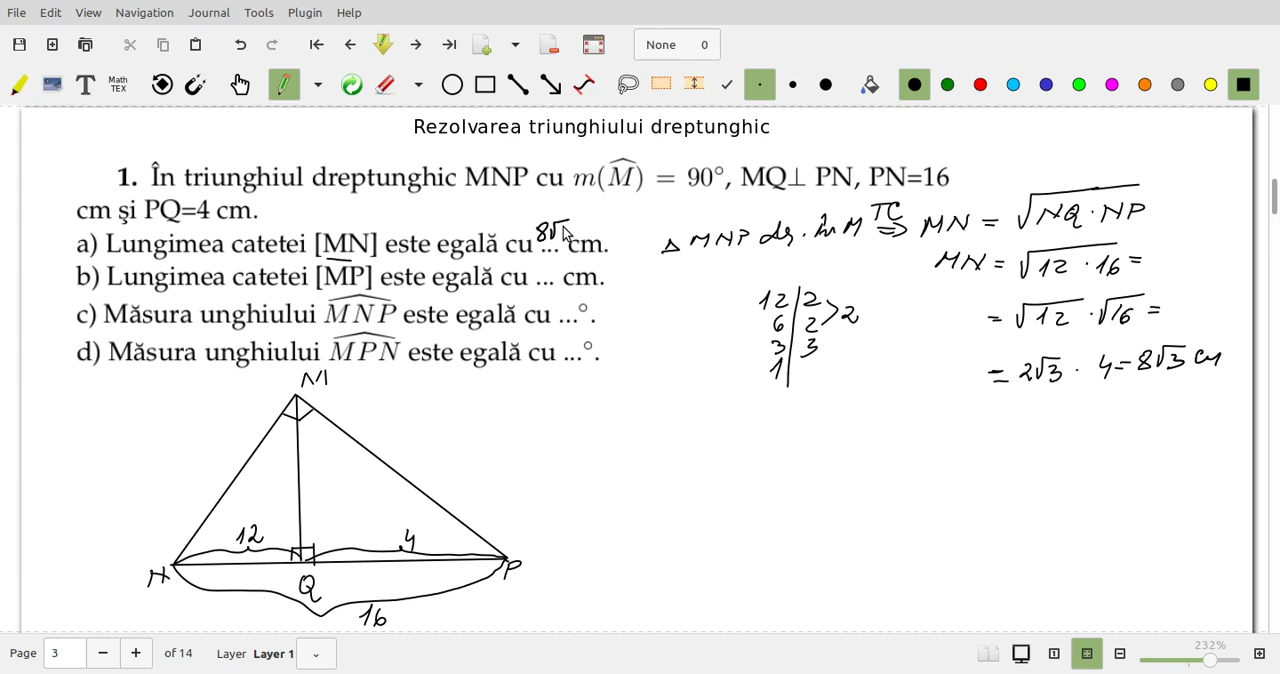 File Edit View Navigation Journal Tools Plugin Help
None 0
T Math TEX
Rezolvarea triunghiului dreptunghic
1. În triunghiul dreptunghic MNP cu m(M̂) = 90°, MQ⊥ PN, PN=16
cm şi PQ=4 cm.
a) Lungimea catetei [MN] este egală cu ... cm.
8√
b) Lungimea catetei [MP] este egală cu ... cm.
c) Măsura unghiului MNP este egală cu ...°.
d) Măsura unghiului MPN este egală cu ...°.
Δ MNP dr. în M TC ⇒ MN = √NQ · NP
MN = √12 · 16 =
= √12 · √16 =
= 2√3 · 4 = 8√3 cm
12 | 2
6 | 2 > 2
3 | 3
1 |
M
12 4
N Q P
16
Page 3 of 14 Layer Layer 1 232%